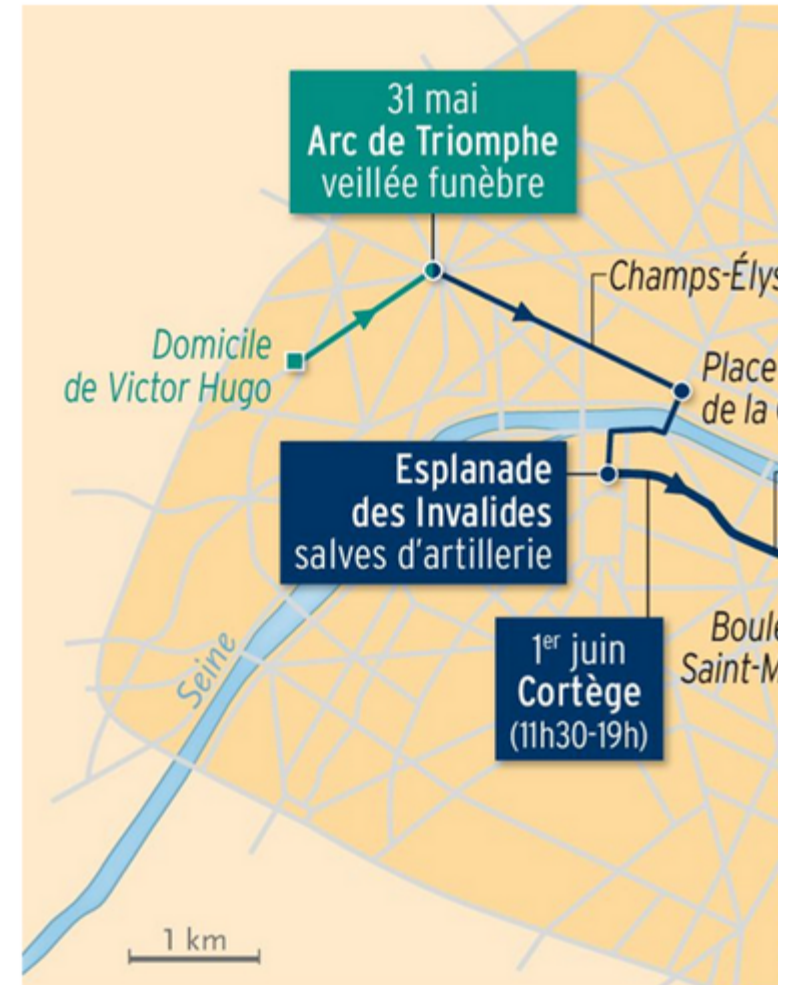 31 mai
Arc de Triomphe
veillée funèbre
Champs-Élys
Domicile
de Victor Hugo
Place
de la
Esplanade
des Invalides
salves d'artillerie
1er juin
Cortège
(11h30-19h)
Boule
Saint-M
Seine
1 km